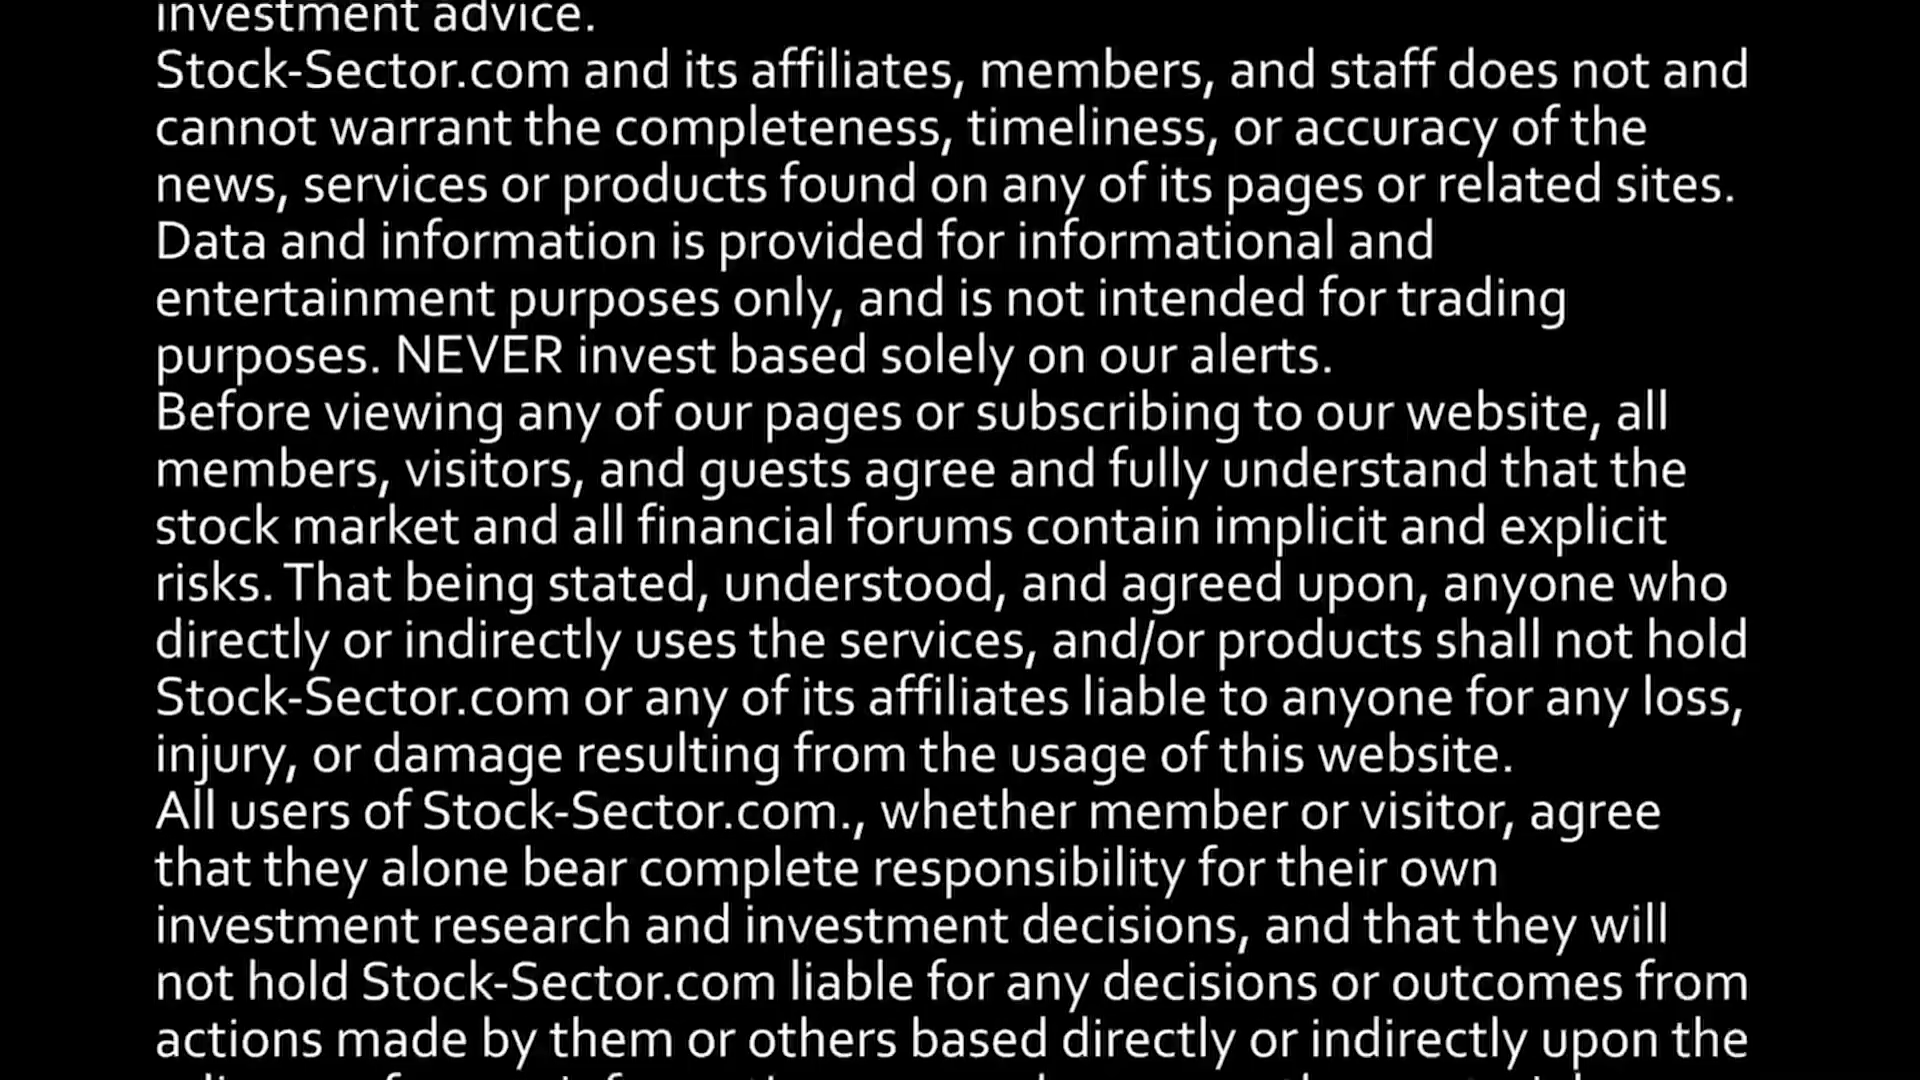 investment advice.
Stock-Sector.com and its affiliates, members, and staff does not and
cannot warrant the completeness, timeliness, or accuracy of the
news, services or products found on any of its pages or related sites.
Data and information is provided for informational and
entertainment purposes only, and is not intended for trading
purposes. NEVER invest based solely on our alerts.
Before viewing any of our pages or subscribing to our website, all
members, visitors, and guests agree and fully understand that the
stock market and all financial forums contain implicit and explicit
risks. That being stated, understood, and agreed upon, anyone who
directly or indirectly uses the services, and/or products shall not hold
Stock-Sector.com or any of its affiliates liable to anyone for any loss,
injury, or damage resulting from the usage of this website.
All users of Stock-Sector.com., whether member or visitor, agree
that they alone bear complete responsibility for their own
investment research and investment decisions, and that they will
not hold Stock-Sector.com liable for any decisions or outcomes from
actions made by them or others based directly or indirectly upon the